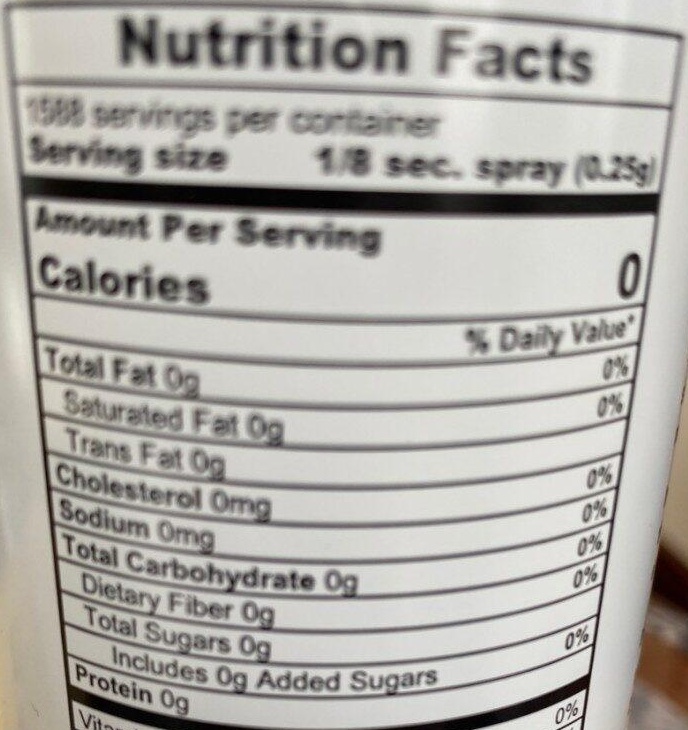 Nutrition Facts
1588 servings per container
Serving size 1/8 sec. spray (0.25g)
Amount Per Serving
Calories 0
% Daily Value*
Total Fat 0g 0%
Saturated Fat 0g 0%
Trans Fat 0g
Cholesterol 0mg 0%
Sodium 0mg 0%
Total Carbohydrate 0g 0%
Dietary Fiber 0g 0%
Total Sugars 0g
Includes 0g Added Sugars 0%
Protein 0g
0%